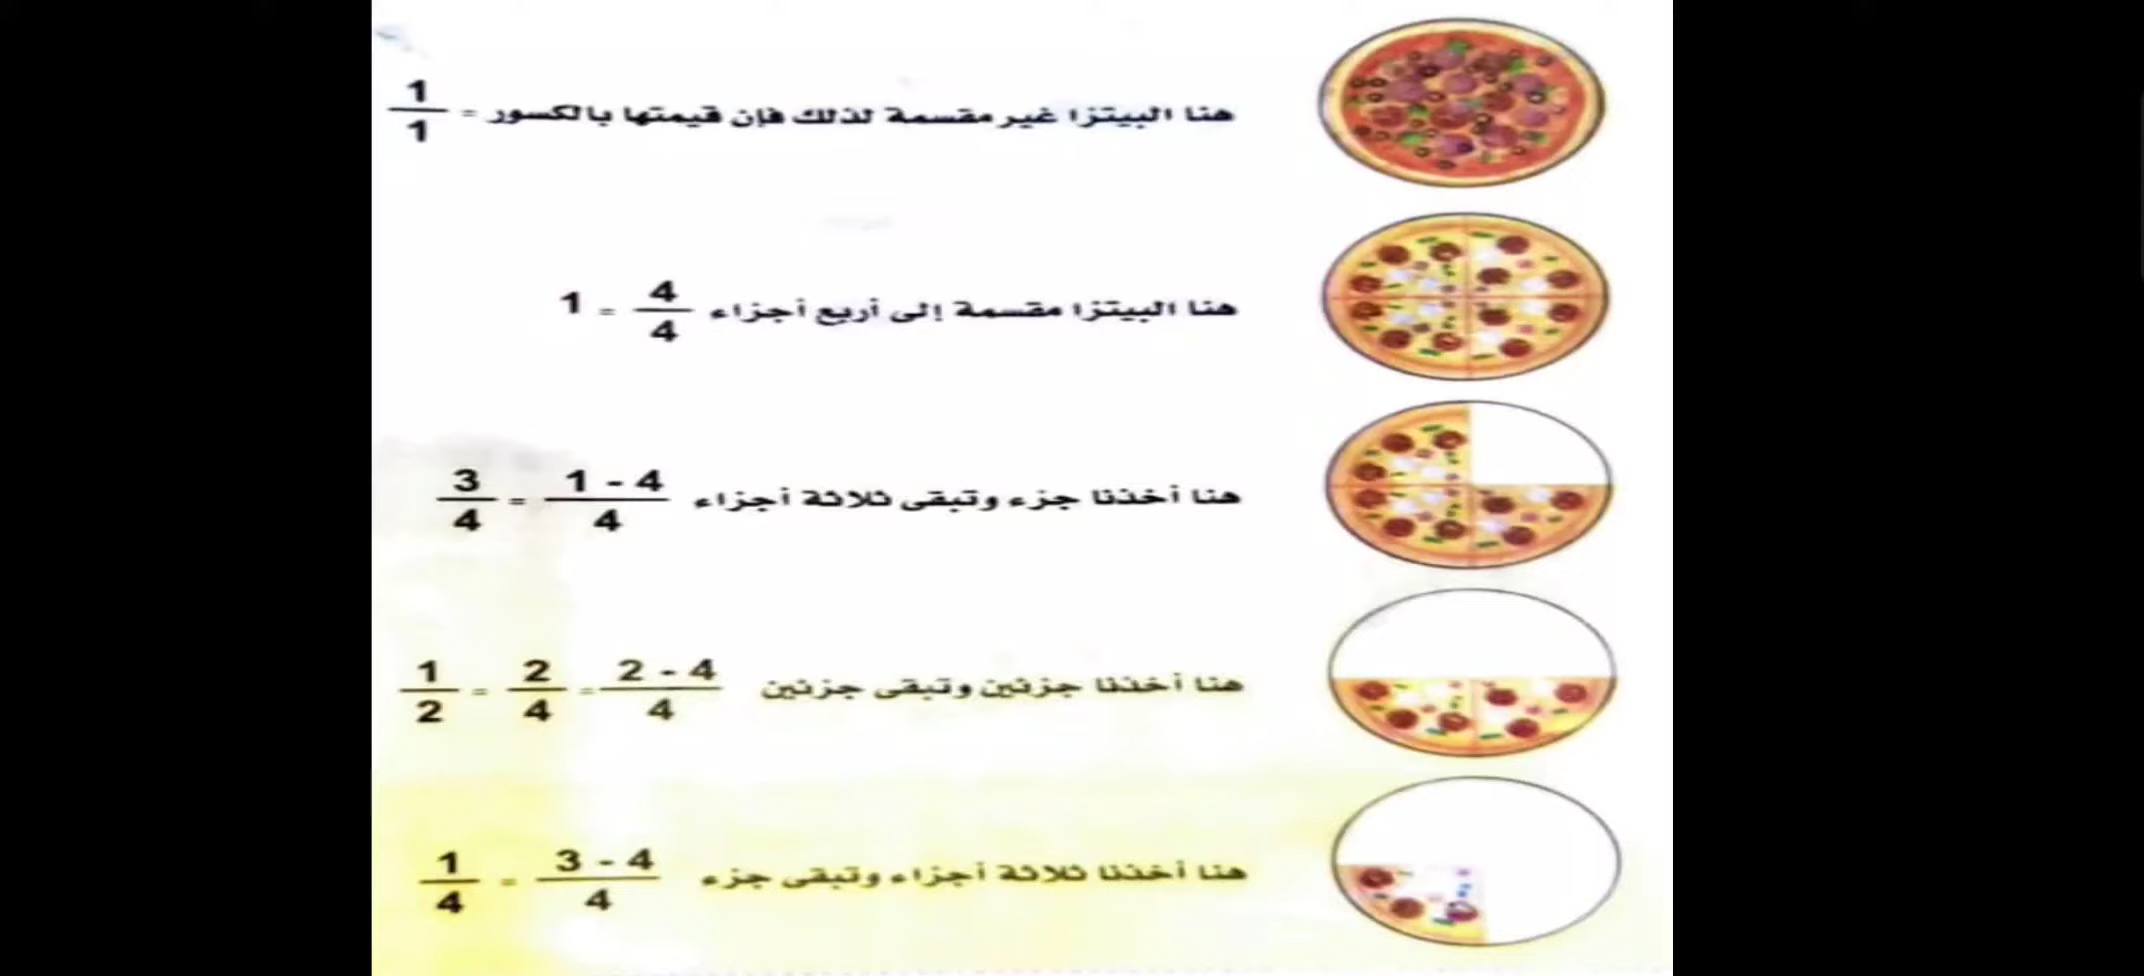 هنا البيتزا غير مقسمة لذلك فإن قيمتها بالكسور = 1/1
هنا البيتزا مقسمة إلى أربع أجزاء 4/4 = 1
هنا أخذنا جزء وتبقى ثلاثة أجزاء 1 - 4/4 = 3/4
هنا أخذنا جزئين وتبقى جزئين 2 - 4/4 = 2/4 = 1/2
هنا أخذنا ثلاثة أجزاء وتبقى جزء 3 - 4/4 = 1/4